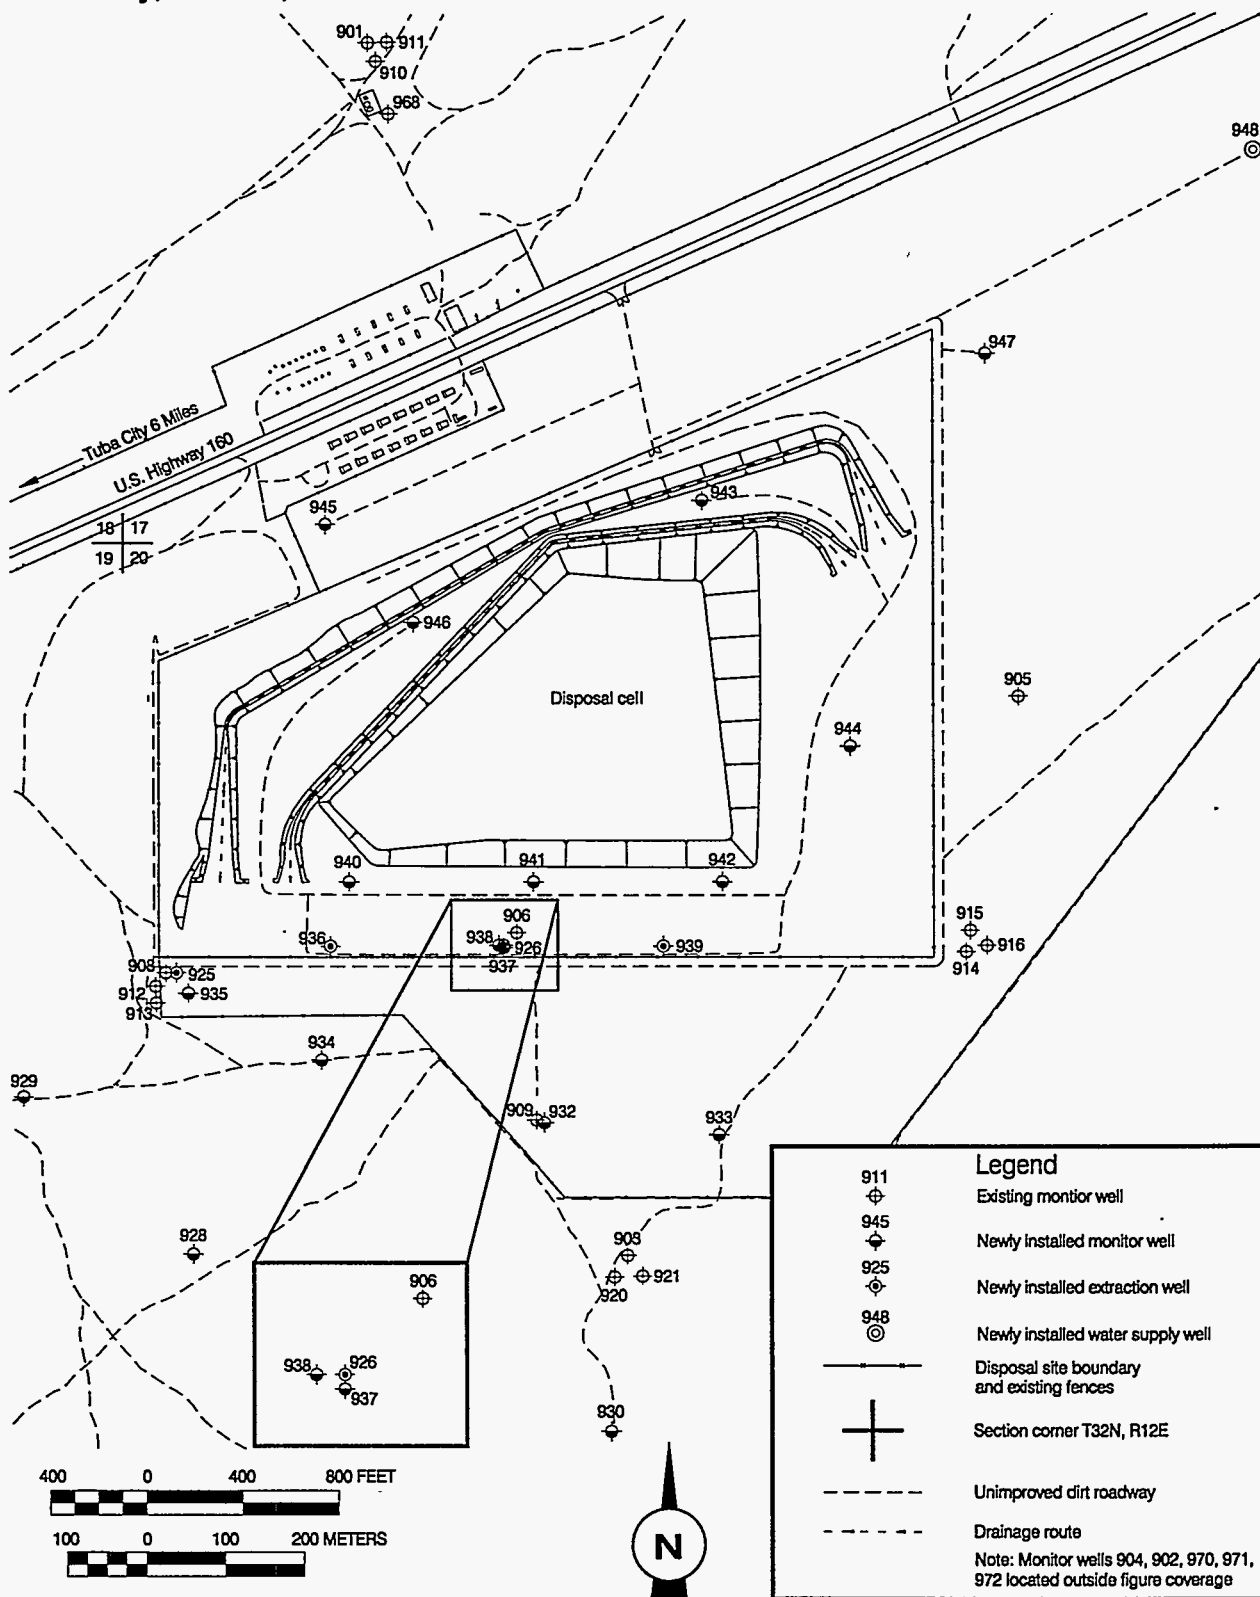 901
911
910
968
948
947
Tuba City 6 Miles
U.S. Highway 160
945
943
18 17
19 20
946
Disposal cell
905
944
940
941
942
915
906
936
938
926
939
916
937
914
908
925
912
935
913
934
929
909
932
933
928
903
921
920
906
938
926
937
930
Legend
911
Existing montior well
945
Newly installed monitor well
925
Newly installed extraction well
948
Newly installed water supply well
Disposal site boundary
and existing fences
Section corner T32N, R12E
Unimproved dirt roadway
Drainage route
Note: Monitor wells 904, 902, 970, 971,
972 located outside figure coverage
400 0 400 800 FEET
100 0 100 200 METERS
N